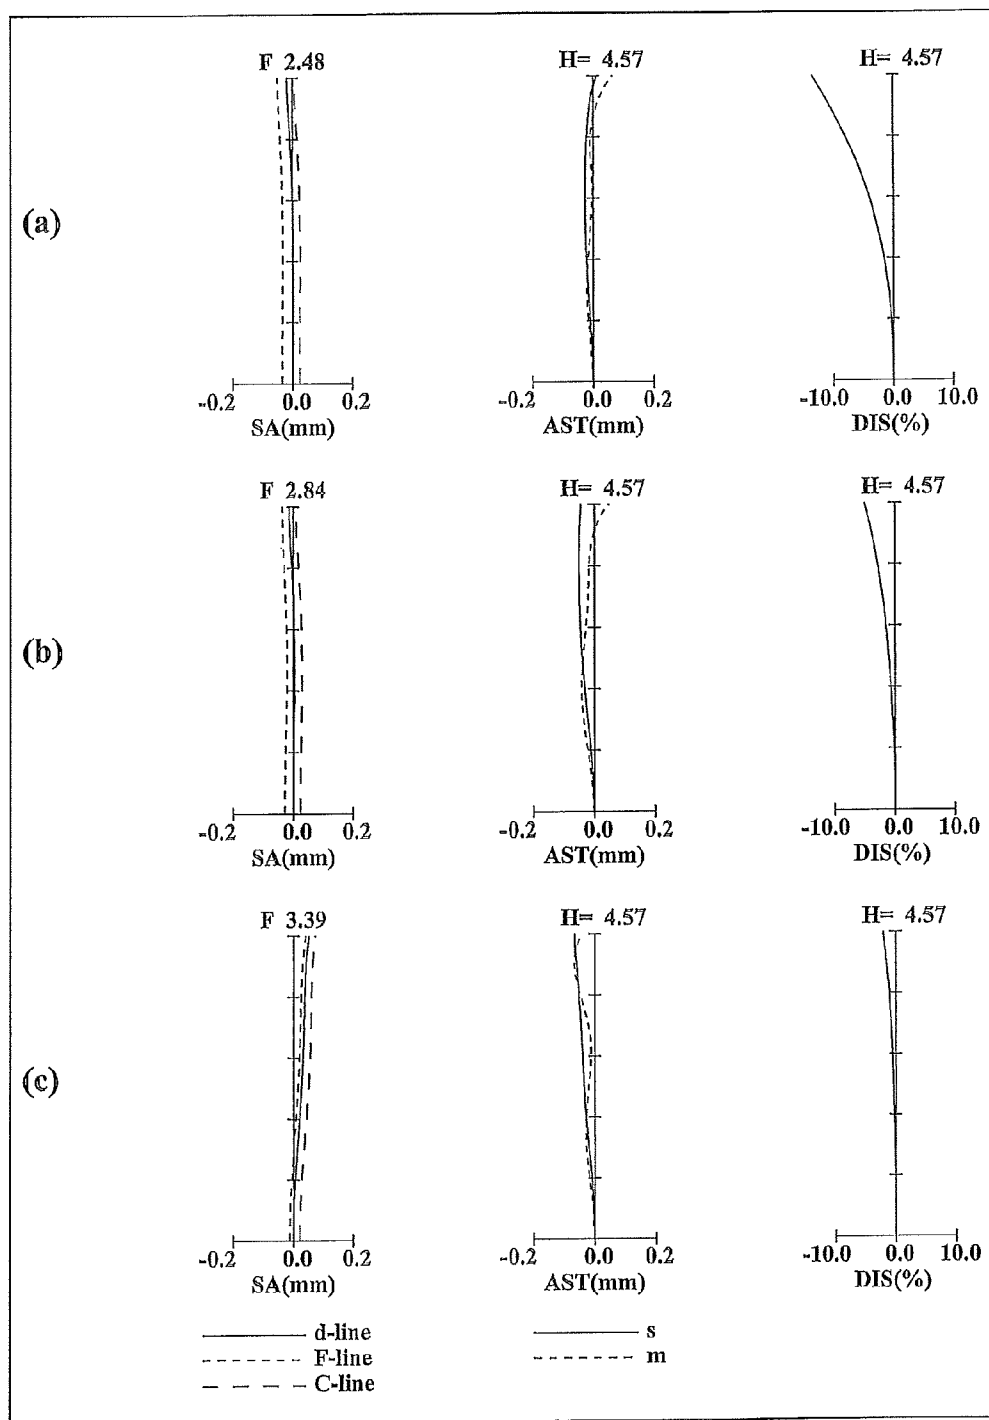 F 2.48 H= 4.57 H= 4.57
(a)
-0.2 0.0 0.2 -0.2 0.0 0.2 -10.0 0.0 10.0
SA(mm) AST(mm) DIS(%)
F 2.84 H= 4.57 H= 4.57
(b)
-0.2 0.0 0.2 -0.2 0.0 0.2 -10.0 0.0 10.0
SA(mm) AST(mm) DIS(%)
F 3.39 H= 4.57 H= 4.57
(c)
-0.2 0.0 0.2 -0.2 0.0 0.2 -10.0 0.0 10.0
SA(mm) AST(mm) DIS(%)
d-line s
F-line m
C-line